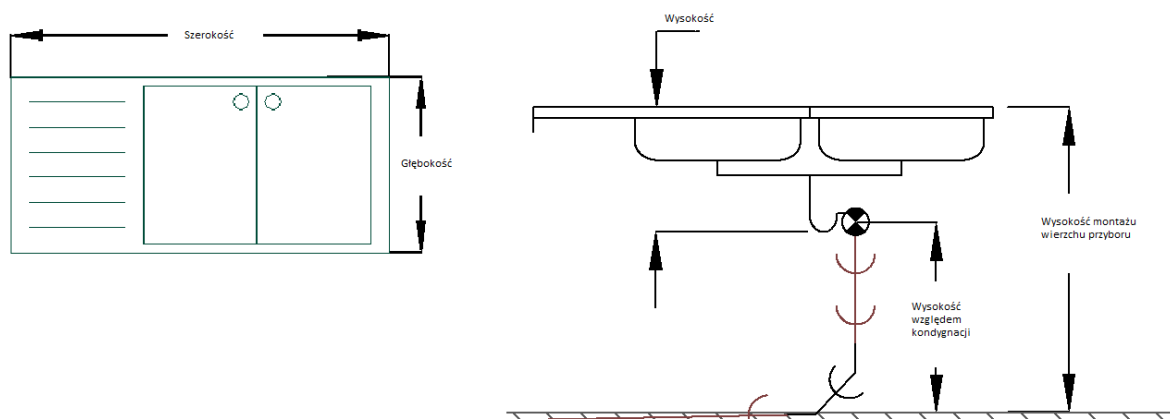 Szerokość
Głębokość
Wysokość
Wysokość montażu
wierzchu przyboru
Wysokość
względem
kondygnacji